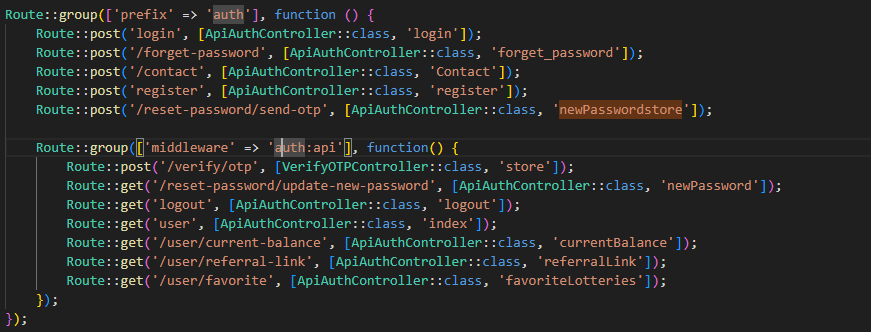 Route::group(['prefix' => 'auth'], function () {
    Route::post('login', [ApiAuthController::class, 'login']);
    Route::post('/forget-password', [ApiAuthController::class, 'forget_password']);
    Route::post('/contact', [ApiAuthController::class, 'Contact']);
    Route::post('register', [ApiAuthController::class, 'register']);
    Route::post('/reset-password/send-otp', [ApiAuthController::class, 'newPasswordstore']);

    Route::group(['middleware' => 'auth:api'], function() {
        Route::post('/verify/otp', [VerifyOTPController::class, 'store']);
        Route::get('/reset-password/update-new-password', [ApiAuthController::class, 'newPassword']);
        Route::get('logout', [ApiAuthController::class, 'logout']);
        Route::get('user', [ApiAuthController::class, 'index']);
        Route::get('/user/current-balance', [ApiAuthController::class, 'currentBalance']);
        Route::get('/user/referral-link', [ApiAuthController::class, 'referralLink']);
        Route::get('/user/favorite', [ApiAuthController::class, 'favoriteLotteries']);
    });
});